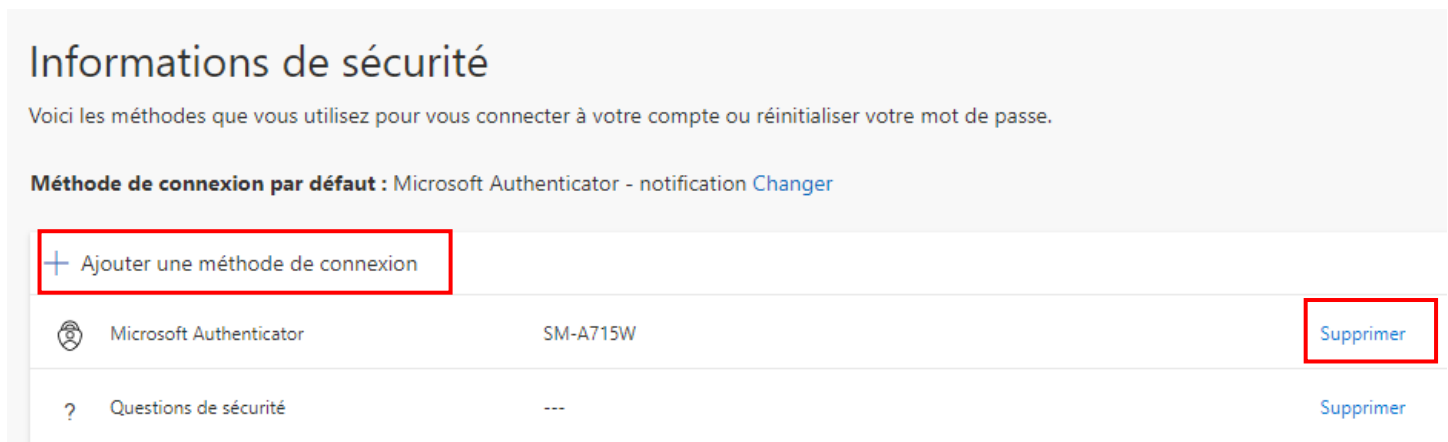 Informations de sécurité
Voici les méthodes que vous utilisez pour vous connecter à votre compte ou réinitialiser votre mot de passe.
Méthode de connexion par défaut : Microsoft Authenticator - notification Changer
+ Ajouter une méthode de connexion
Microsoft Authenticator SM-A715W Supprimer
? Questions de sécurité --- Supprimer